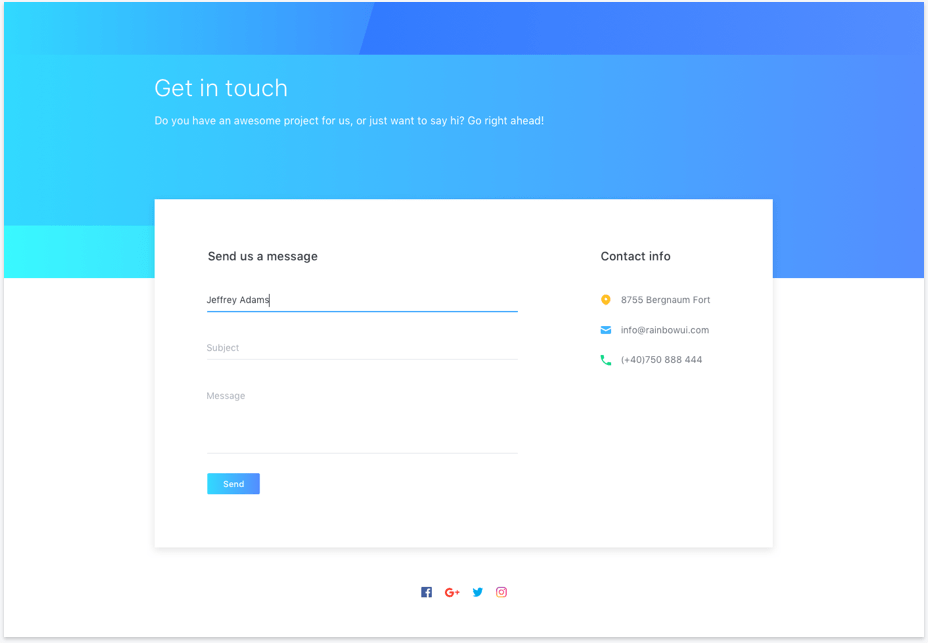 Get in touch
Do you have an awesome project for us, or just want to say hi? Go right ahead!
Send us a message
Jeffrey Adams
Subject
Message
Send
Contact info
8755 Bergnaum Fort
info@rainbowui.com
(+40)750 888 444